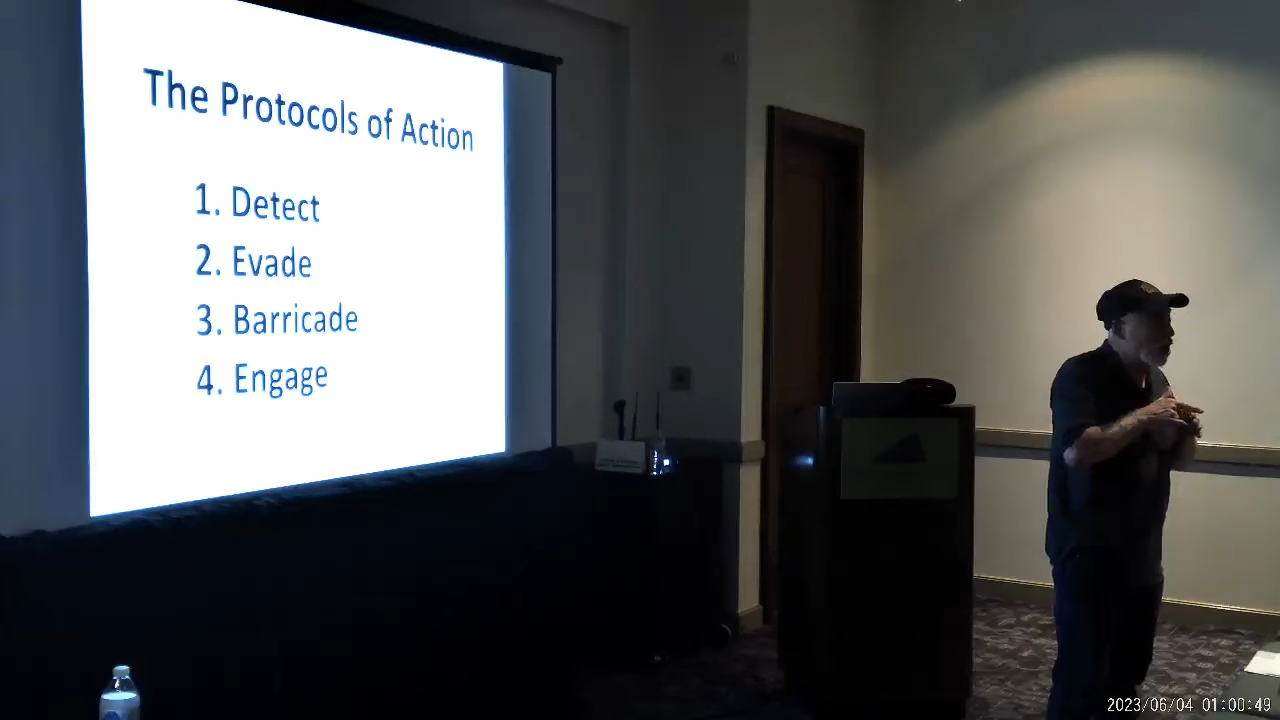 The Protocols of Action
1. Detect
2. Evade
3. Barricade
4. Engage
2023/06/04 01:00:49